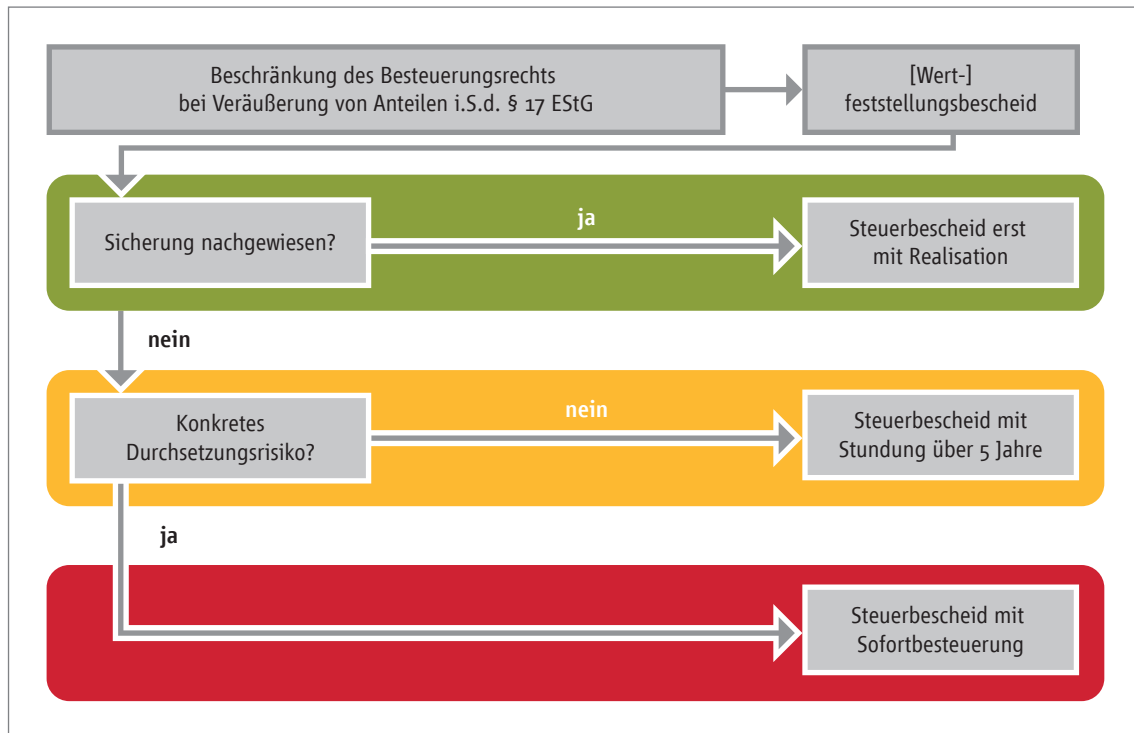 Beschränkung des Besteuerungsrechts
bei Veräußerung von Anteilen i.S.d. § 17 EStG
[Wert-]
feststellungsbescheid
Sicherung nachgewiesen?
ja
Steuerbescheid erst
mit Realisation
nein
Konkretes
Durchsetzungsrisiko?
nein
Steuerbescheid mit
Stundung über 5 Jahre
ja
Steuerbescheid mit
Sofortbesteuerung